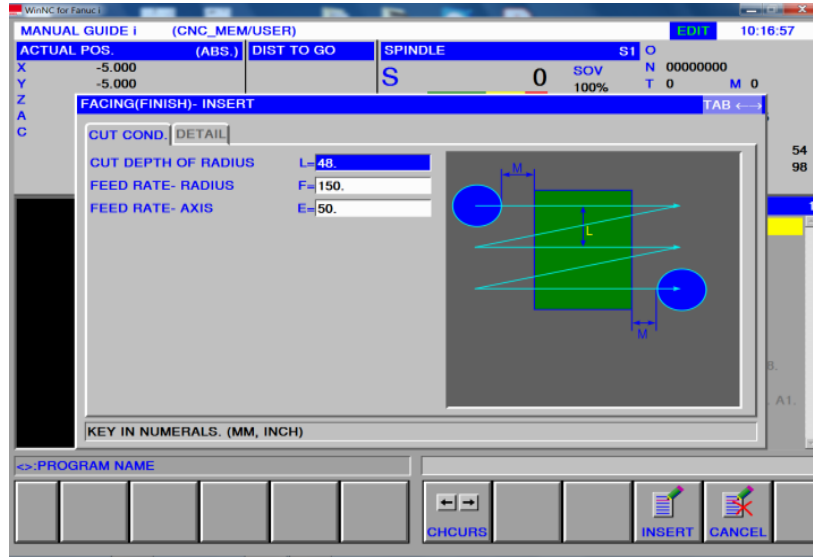 WinNC for Fanuc i
MANUAL GUIDE i (CNC_MEM/USER) EDIT 10:16:57
ACTUAL POS. (ABS.) DIST TO GO SPINDLE S1 O
X -5.000 N 00000000
Y -5.000 S 0 SOV 100% T 0 M 0
Z
A
C
FACING(FINISH)- INSERT TAB ←→
CUT COND. DETAIL
54
98
CUT DEPTH OF RADIUS L=48.
FEED RATE- RADIUS F=150.
FEED RATE- AXIS E=50.
M
L
M
1
B.
A1.
KEY IN NUMERALS. (MM, INCH)
<>:PROGRAM NAME
CHCURS INSERT CANCEL